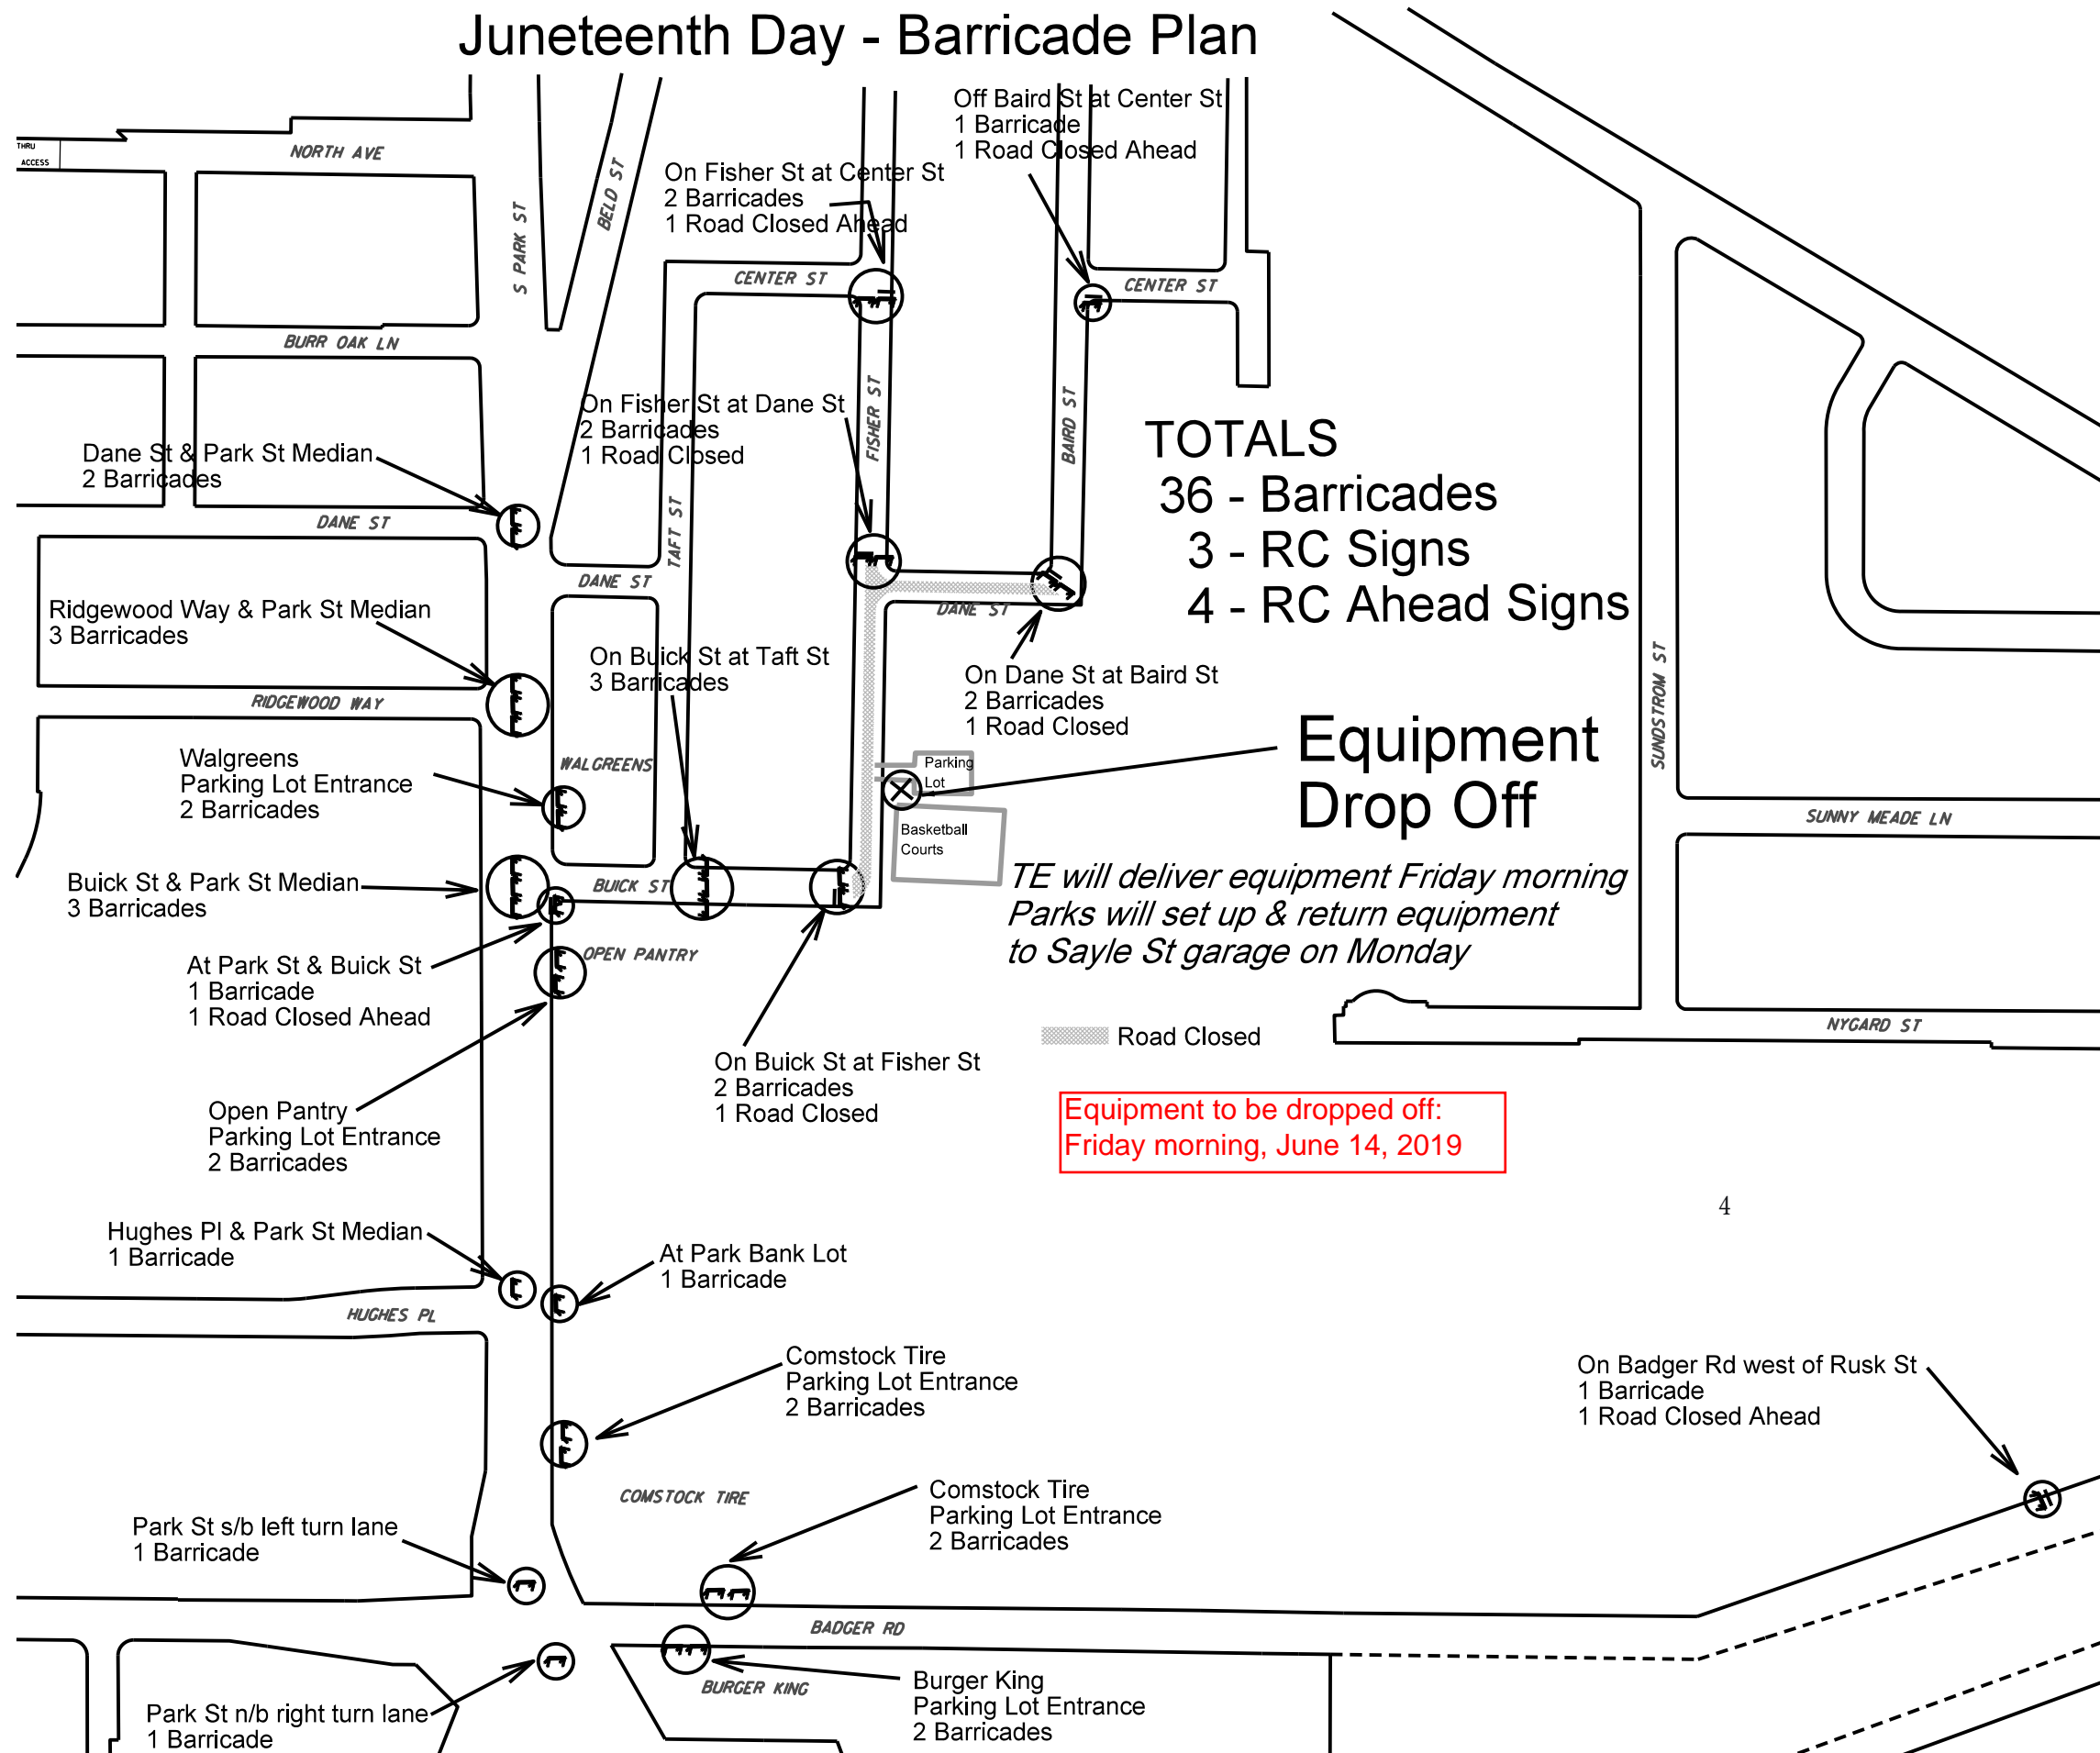 Juneteenth Day - Barricade Plan
Off Baird St at Center St
1 Barricade
1 Road Closed Ahead
THRU
ACCESS
NORTH AVE
S PARK ST
BELD ST
On Fisher St at Center St
2 Barricades
1 Road Closed Ahead
CENTER ST
CENTER ST
BURR OAK LN
FISHER ST
BAIRD ST
On Fisher St at Dane St
2 Barricades
1 Road Closed
Dane St & Park St Median
2 Barricades
DANE ST
TAFT ST
DANE ST
DANE ST
TOTALS
36 - Barricades
3 - RC Signs
4 - RC Ahead Signs
Ridgewood Way & Park St Median
3 Barricades
RIDGEWOOD WAY
On Buick St at Taft St
3 Barricades
On Dane St at Baird St
2 Barricades
1 Road Closed
SUNDSTROM ST
Walgreens
Parking Lot Entrance
2 Barricades
WALGREENS
Parking
Lot
Basketball
Courts
Equipment
Drop Off
SUNNY MEADE LN
Buick St & Park St Median
3 Barricades
BUICK ST
TE will deliver equipment Friday morning
Parks will set up & return equipment
to Sayle St garage on Monday
At Park St & Buick St
1 Barricade
1 Road Closed Ahead
OPEN PANTRY
NYGARD ST
Road Closed
On Buick St at Fisher St
2 Barricades
1 Road Closed
Open Pantry
Parking Lot Entrance
2 Barricades
Equipment to be dropped off:
Friday morning, June 14, 2019
4
Hughes Pl & Park St Median
1 Barricade
At Park Bank Lot
1 Barricade
HUGHES PL
Comstock Tire
Parking Lot Entrance
2 Barricades
On Badger Rd west of Rusk St
1 Barricade
1 Road Closed Ahead
COMSTOCK TIRE
Comstock Tire
Parking Lot Entrance
2 Barricades
Park St s/b left turn lane
1 Barricade
BADGER RD
BURGER KING
Burger King
Parking Lot Entrance
2 Barricades
Park St n/b right turn lane
1 Barricade